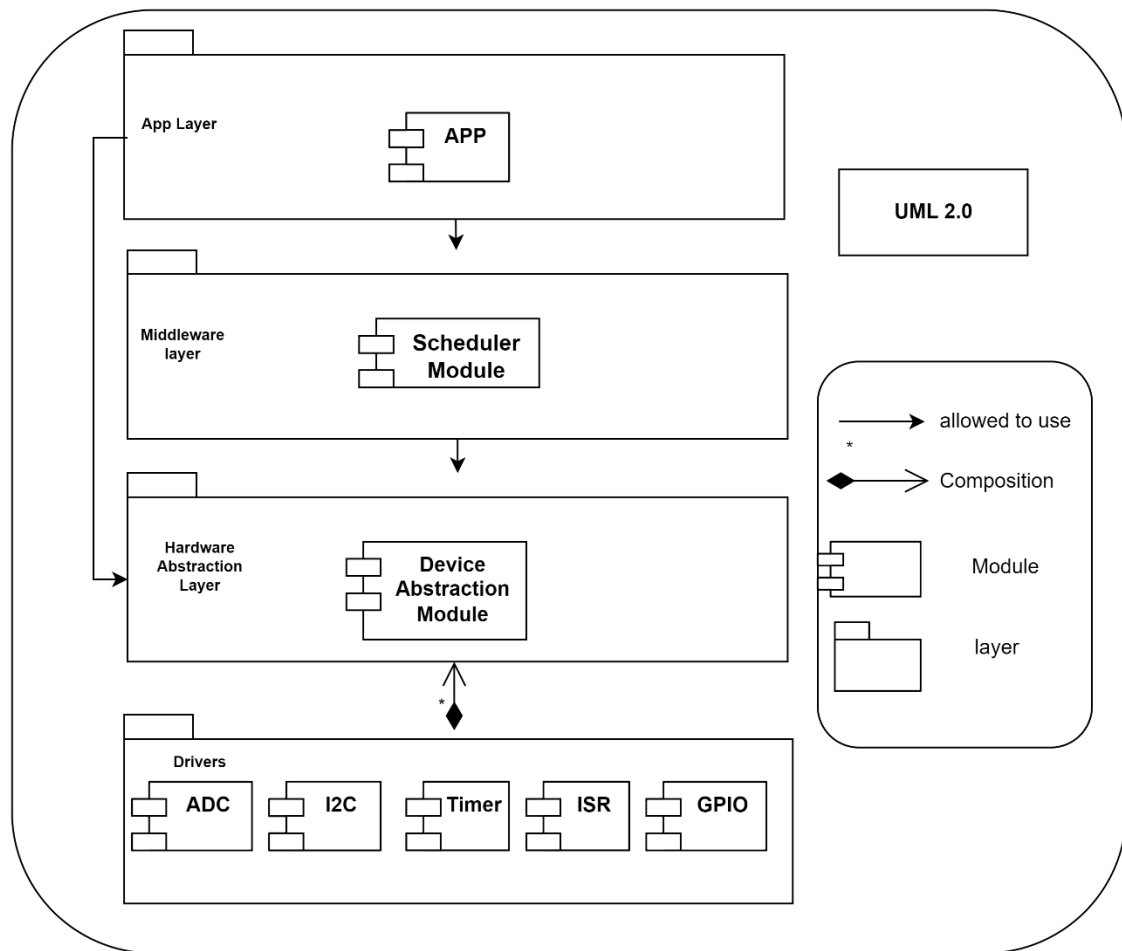 App Layer
APP
UML 2.0
Middleware
layer
Scheduler
Module
allowed to use
*
Composition
Hardware
Abstraction
Layer
Device
Abstraction
Module
Module
layer
*
Drivers
ADC
I2C
Timer
ISR
GPIO